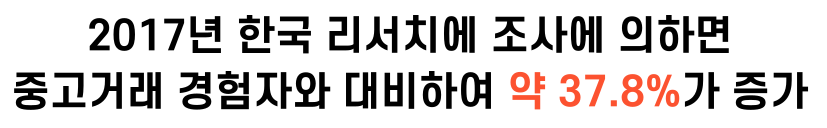 2017년 한국 리서치에 조사에 의하면
중고거래 경험자와 대비하여 약 37.8%가 증가